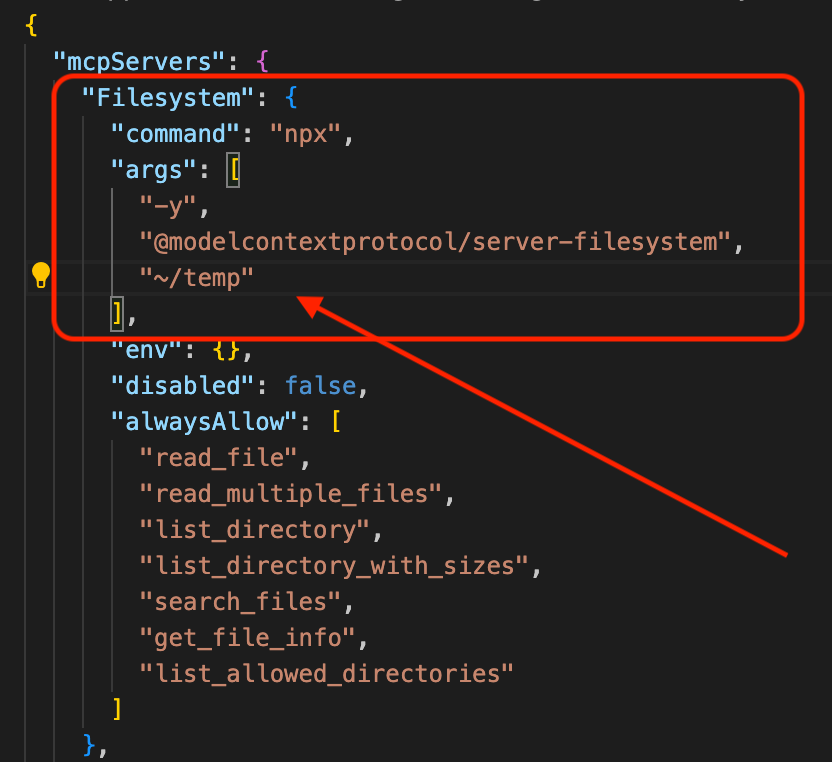 {
"mcpServers": {
"Filesystem": {
"command": "npx",
"args": [
"-y",
"@modelcontextprotocol/server-filesystem",
"~/temp"
],
"env": {},
"disabled": false,
"alwaysAllow": [
"read_file",
"read_multiple_files",
"list_directory",
"list_directory_with_sizes",
"search_files",
"get_file_info",
"list_allowed_directories"
]
},